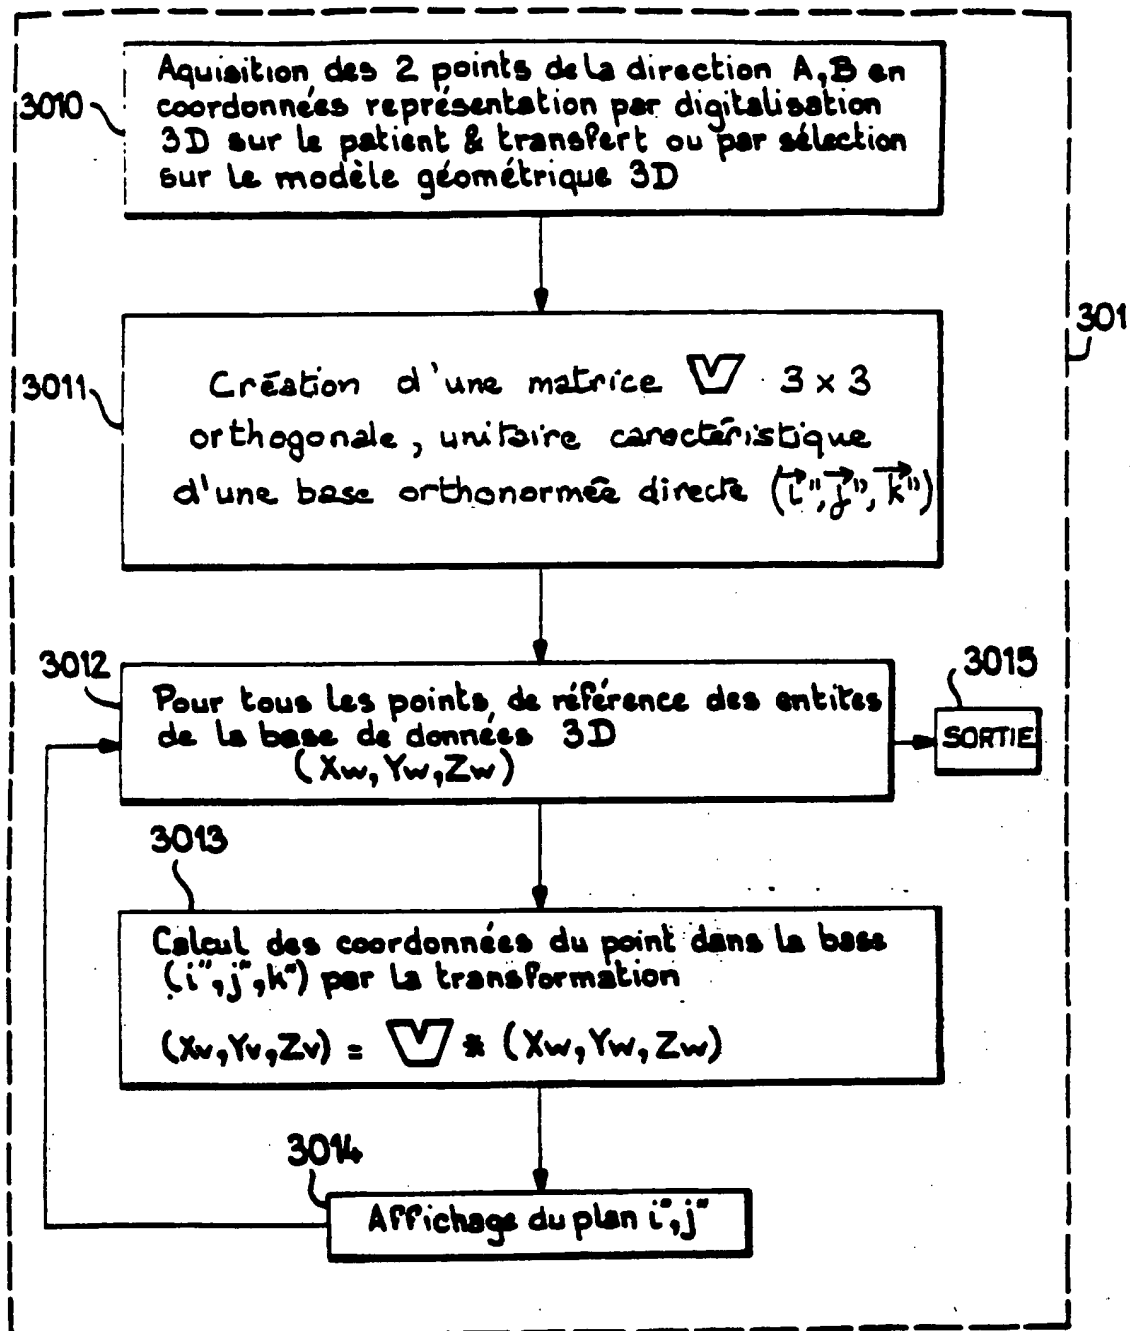 Aquisition des 2 points de la direction A,B en
coordonnées représentation par digitalisation
3D sur le patient & transfert ou par sélection
sur le modèle géométrique 3D
3010
301
Création d'une matrice V 3 x 3
orthogonale, unitaire caractéristique
d'une base orthonormée directe (i",j",k")
3011
3012
Pour tous les points de référence des entites
de la base de données 3D
(Xw,Yw,Zw)
3015
SORTIE
3013
Calcul des coordonnées du point dans la base
(i",j",k") par la transformation
(Xv,Yv,Zv) = V * (Xw,Yw,Zw)
3014
Affichage du plan i",j"